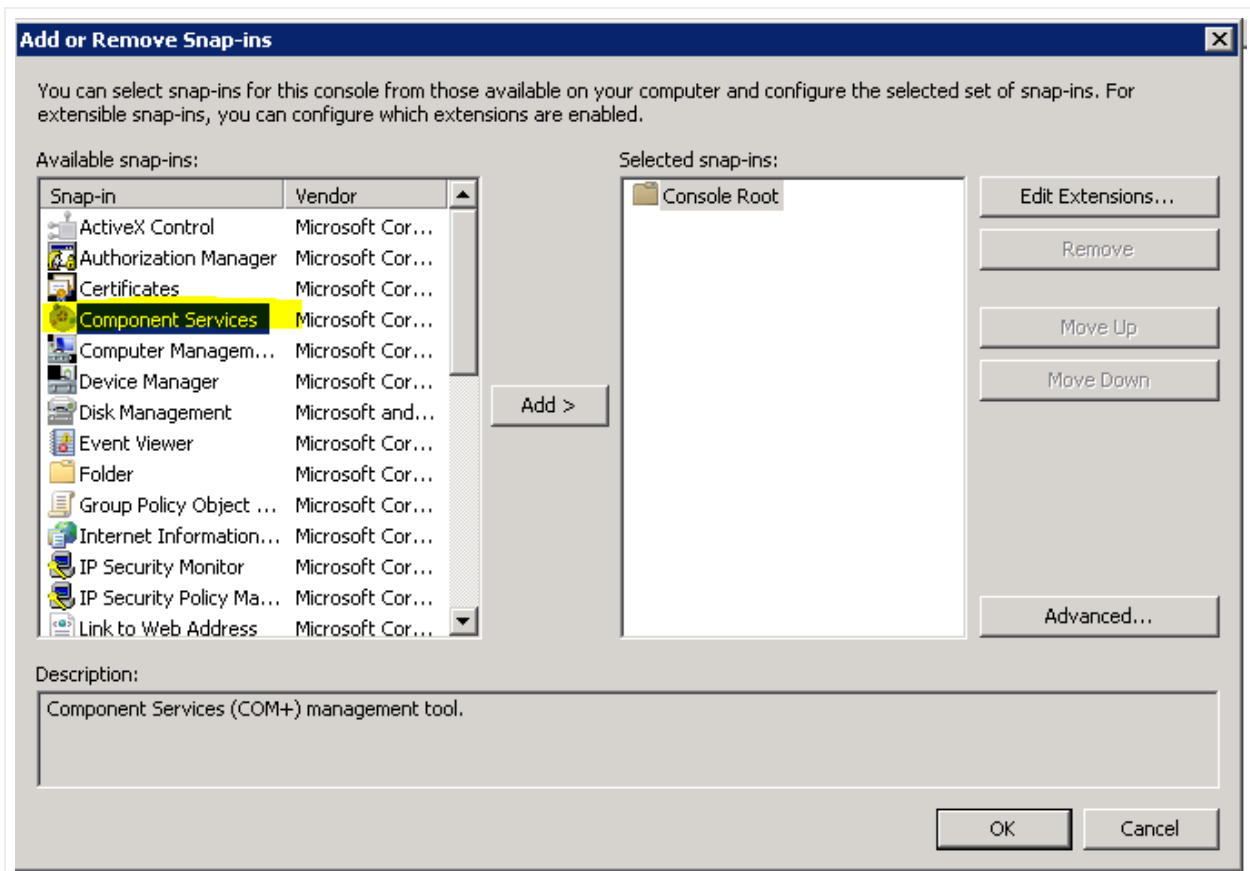 Add or Remove Snap-ins
You can select snap-ins for this console from those available on your computer and configure the selected set of snap-ins. For
extensible snap-ins, you can configure which extensions are enabled.
Available snap-ins:
Snap-in Vendor
ActiveX Control Microsoft Cor...
Authorization Manager Microsoft Cor...
Certificates Microsoft Cor...
Component Services Microsoft Cor...
Computer Managem... Microsoft Cor...
Device Manager Microsoft Cor...
Disk Management Microsoft and...
Event Viewer Microsoft Cor...
Folder Microsoft Cor...
Group Policy Object ... Microsoft Cor...
Internet Information... Microsoft Cor...
IP Security Monitor Microsoft Cor...
IP Security Policy Ma... Microsoft Cor...
Link to Web Address Microsoft Cor...
Add >
Selected snap-ins:
Console Root
Edit Extensions...
Remove
Move Up
Move Down
Advanced...
Description:
Component Services (COM+) management tool.
OK Cancel